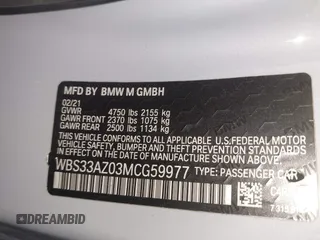 MFD BY BMW M GMBH
02/21
GVWR 4750 lbs 2155 kg
GAWR FRONT 2370 lbs 1075 kg
GAWR REAR 2500 lbs 1134 kg
THIS VEHICLE CONFORMS TO ALL
APPLICABLE U.S. FEDERAL MOTOR
VEHICLE SAFETY, BUMPER AND THEFT
PREVENTION STANDARDS IN EFFECT ON THE
DATE OF MANUFACTURE SHOWN ABOVE.
WBS33AZ03MCG59977 TYPE: PASSENGER CAR
DREAMBID